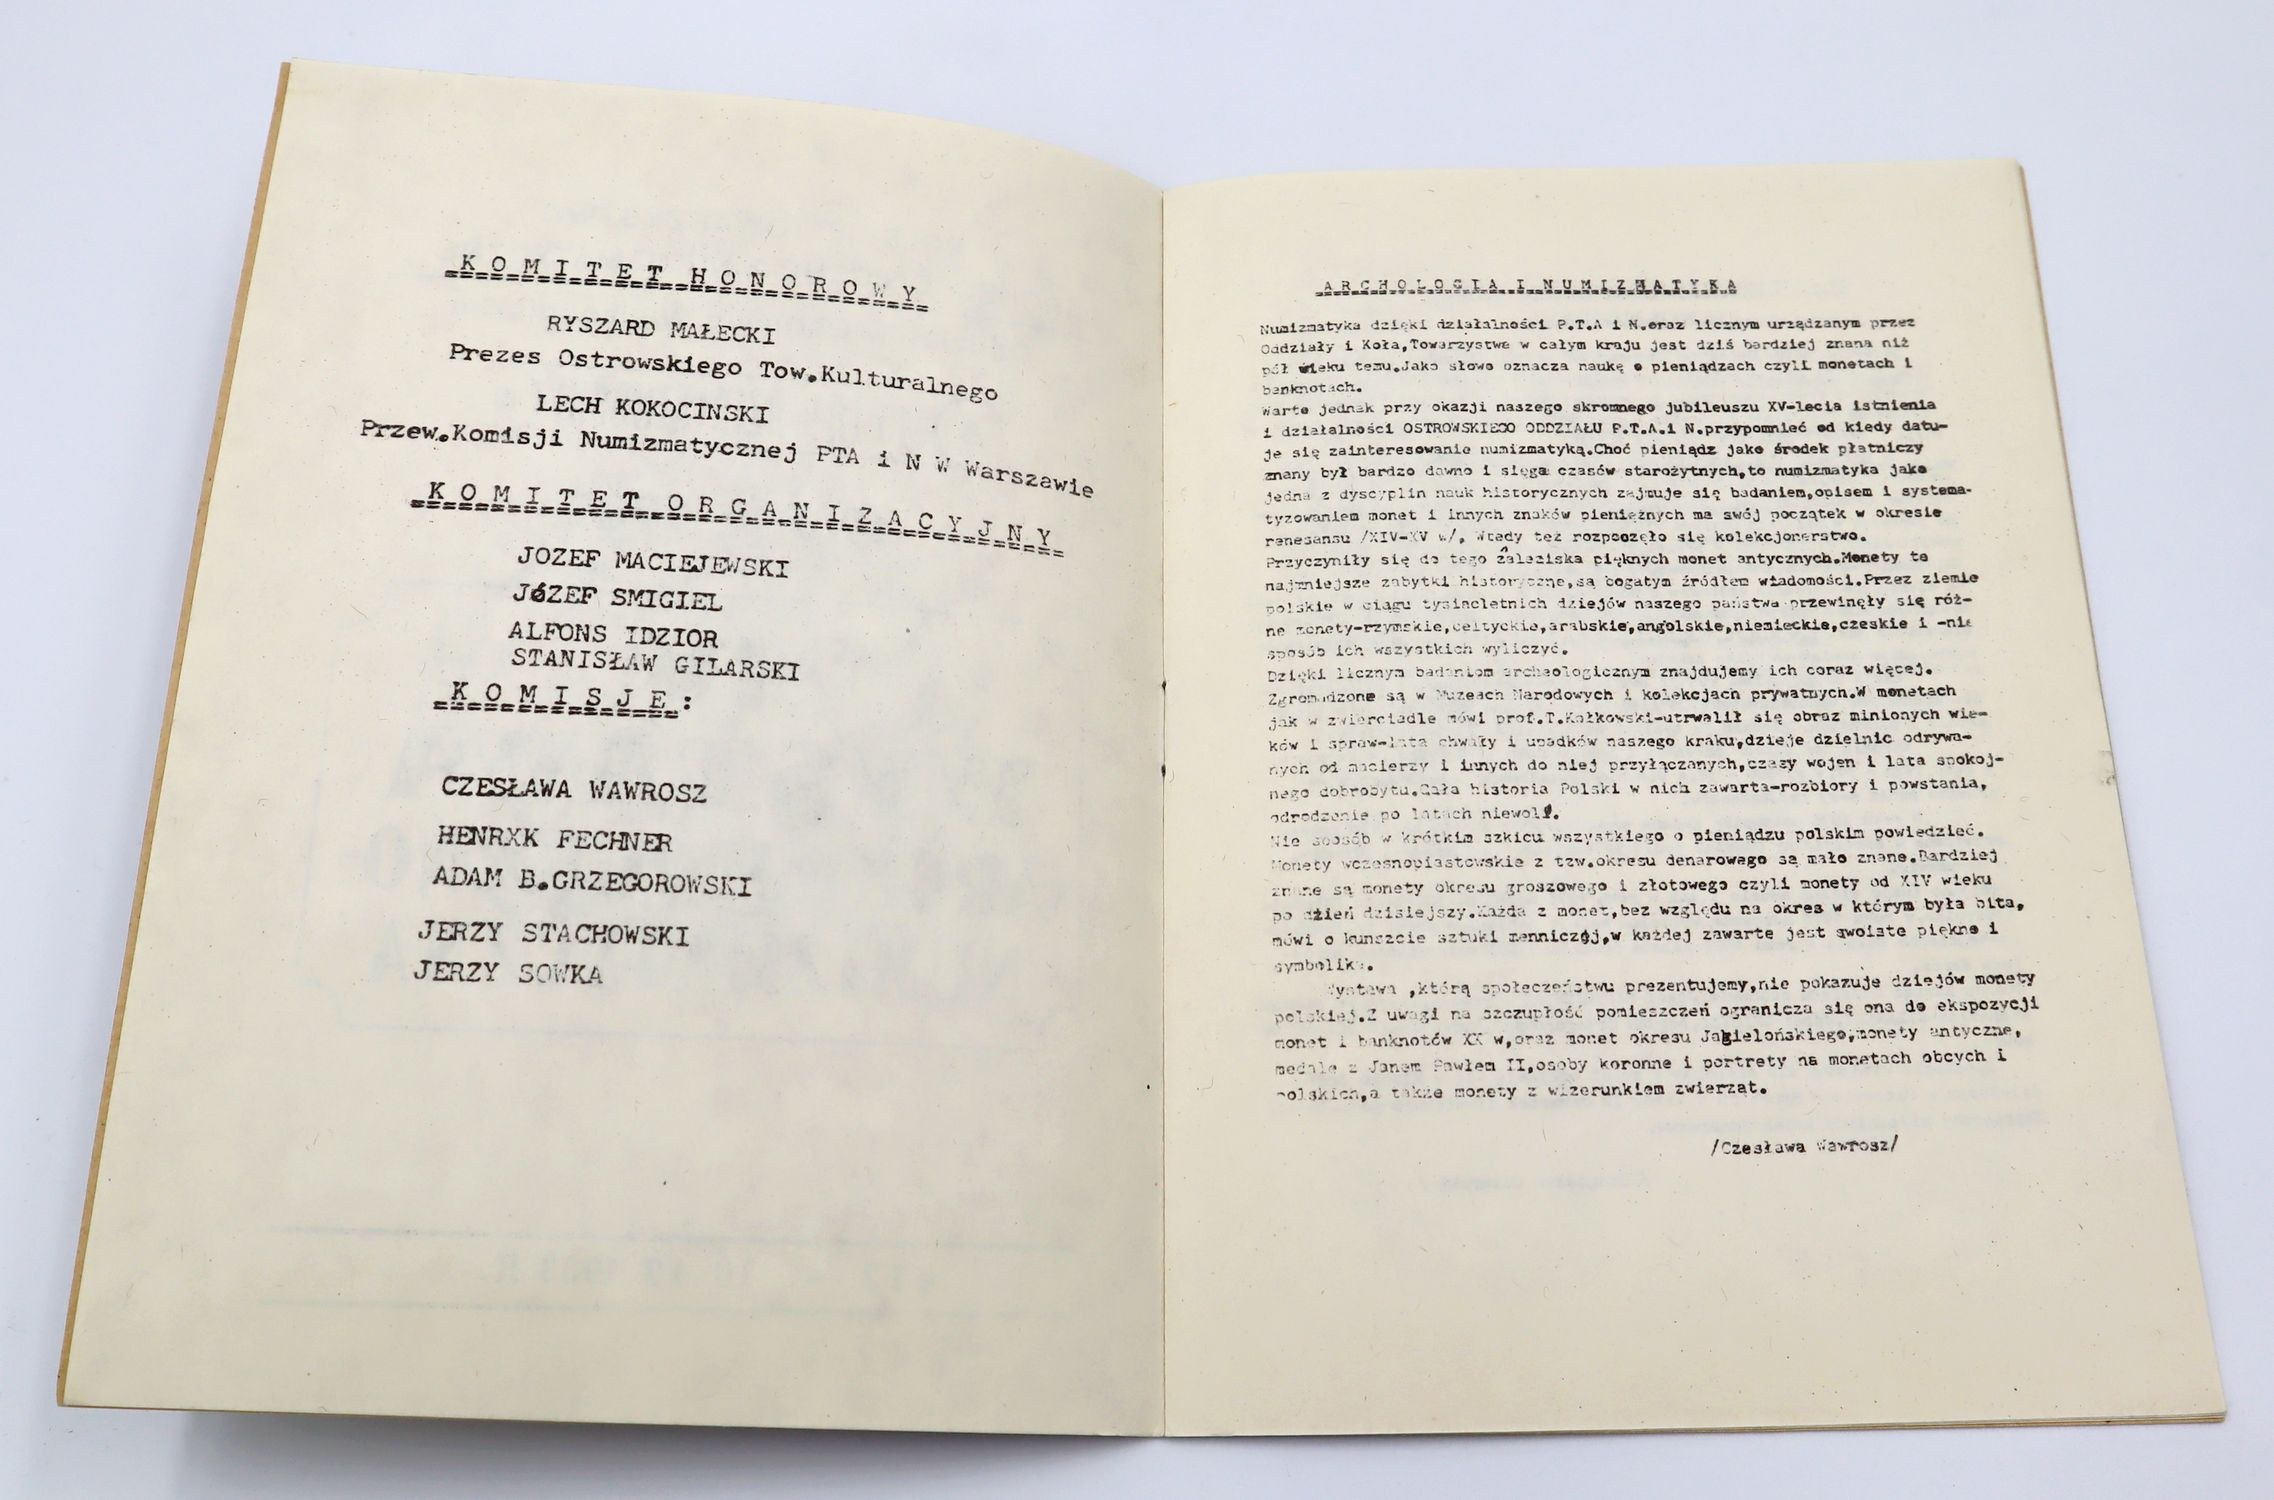 K O M I T E T  H O N O R O W Y
RYSZARD MAŁECKI
Prezes Ostrowskiego Tow.Kulturalnego
LECH KOKOCINSKI
Przew.Komisji Numizmatycznej PTA i N W Warszawie
K O M I T E T  O R G A N I Z A C Y J N Y
JOZEF MACIEJEWSKI
JÓZEF SMIGIEL
ALFONS IDZIOR
STANISŁAW GILARSKI
K O M I S J E :
CZESŁAWA WAWROSZ
HENRXK FECHNER
ADAM B.GRZEGOROWSKI
JERZY STACHOWSKI
JERZY SOWKA
A R C H O L O G I A  I  N U M I Z M A T Y K A
Numizmatyka dzięki działalności P.T.A i N.oraz licznym urządzanym przez
Oddziały i Koła,Towarzystwa w całym kraju jest dziś bardziej znana niż
pół wieku temu.Jako słowo oznacza naukę o pieniądzach czyli monetach i
banknotach.
Warto jednak przy okazji naszego skromnego jubileuszu XV-lecia istnienia
i działalności OSTROWSKIEGO ODDZIAŁU P.T.A.i N.przypomnieć od kiedy datu-
je się zainteresowanie numizmatyką.Choć pieniądz jako środek płatniczy
znany był bardzo dawno i sięga czasów starożytnych,to numizmatyka jako
jedna z dyscyplin nauk historycznych zajmuje się badaniem,opisem i systema-
tyzowaniem monet i innych znaków pieniężnych ma swój początek w okresie
renesansu /XIV-XV w/, Wtedy też rozpoczęło się kolekcjonerstwo.
Przyczyniły się do tego znaleziska pięknych monet antycznych.Monety te
najmniejsze zabytki historyczne,są bogatym źródłem wiadomości.Przez ziemie
polskie w ciągu tysiacletnich dziejów naszego państwa przewinęły się róż-
ne monety-rzymskie,celtyckie,arabskie,angolskie,niemieckie,czeskie i -nie
sposób ich wszystkich wyliczyć.
Dzięki licznym badaniom archeologicznym znajdujemy ich coraz więcej.
Zgromadzone są w Muzeach Narodowych i kolekcjach prywatnych.W monetach
jak w zwierciadle mówi prof.T.Kałkowski-utrwalił się obraz minionych wie-
ków i spraw-lata chwały i upadków naszego kraku,dzieje dzielnic odrywa-
nych od macierzy i innych do niej przyłączanych,czasy wojen i lata spokoj-
nego dobrobytu.Cała historia Polski w nich zawarta-rozbiory i powstania,
odrodzenie po latach niewoli.
Nie sposób w krótkim szkicu wszystkiego o pieniądzu polskim powiedzieć.
Monety wczesnopiastowskie z tzw.okresu denarowego są mało znane.Bardziej
znane są monety okresu groszowego i złotowego czyli monety od XIV wieku
po dzień dzisiejszy.Każda z monet,bez względu na okres w którym była bita,
mówi o kunszcie sztuki menniczej,w każdej zawarte jest swoiste piękno i
symbolika.
Wystawa ,którą społeczeństwu prezentujemy,nie pokazuje dziejów monety
polskiej.Z uwagi na szczupłość pomieszczeń ogranicza się ona do ekspozycji
monet i banknotów XX w,oraz monet okresu Jagielońskiego,monety antyczne,
medale z Janem Pawłem II,osoby koronne i portrety na monetach obcych i
polskich,a także monety z wizerunkiem zwierząt.
/Czesława Wawrosz/